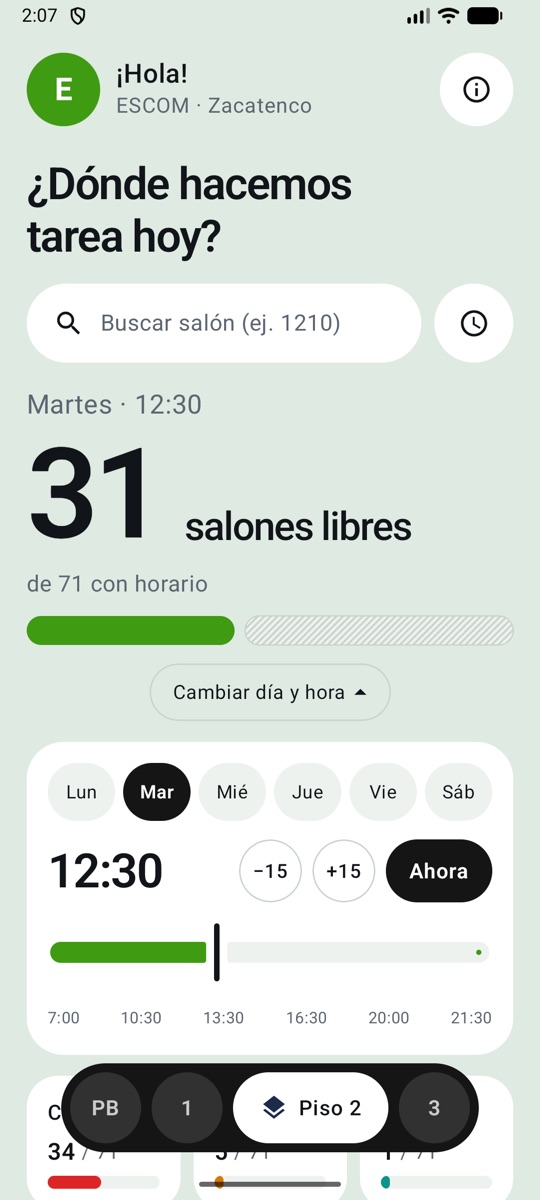 2:07
E
¡Hola!
ESCOM · Zacatenco
¿Dónde hacemos
tarea hoy?
Buscar salón (ej. 1210)
Martes · 12:30
31 salones libres
de 71 con horario
Cambiar día y hora
Lun Mar Mié Jue Vie Sáb
12:30 −15 +15 Ahora
7:00 10:30 13:30 16:30 20:00 21:30
PB 1 Piso 2 3
34